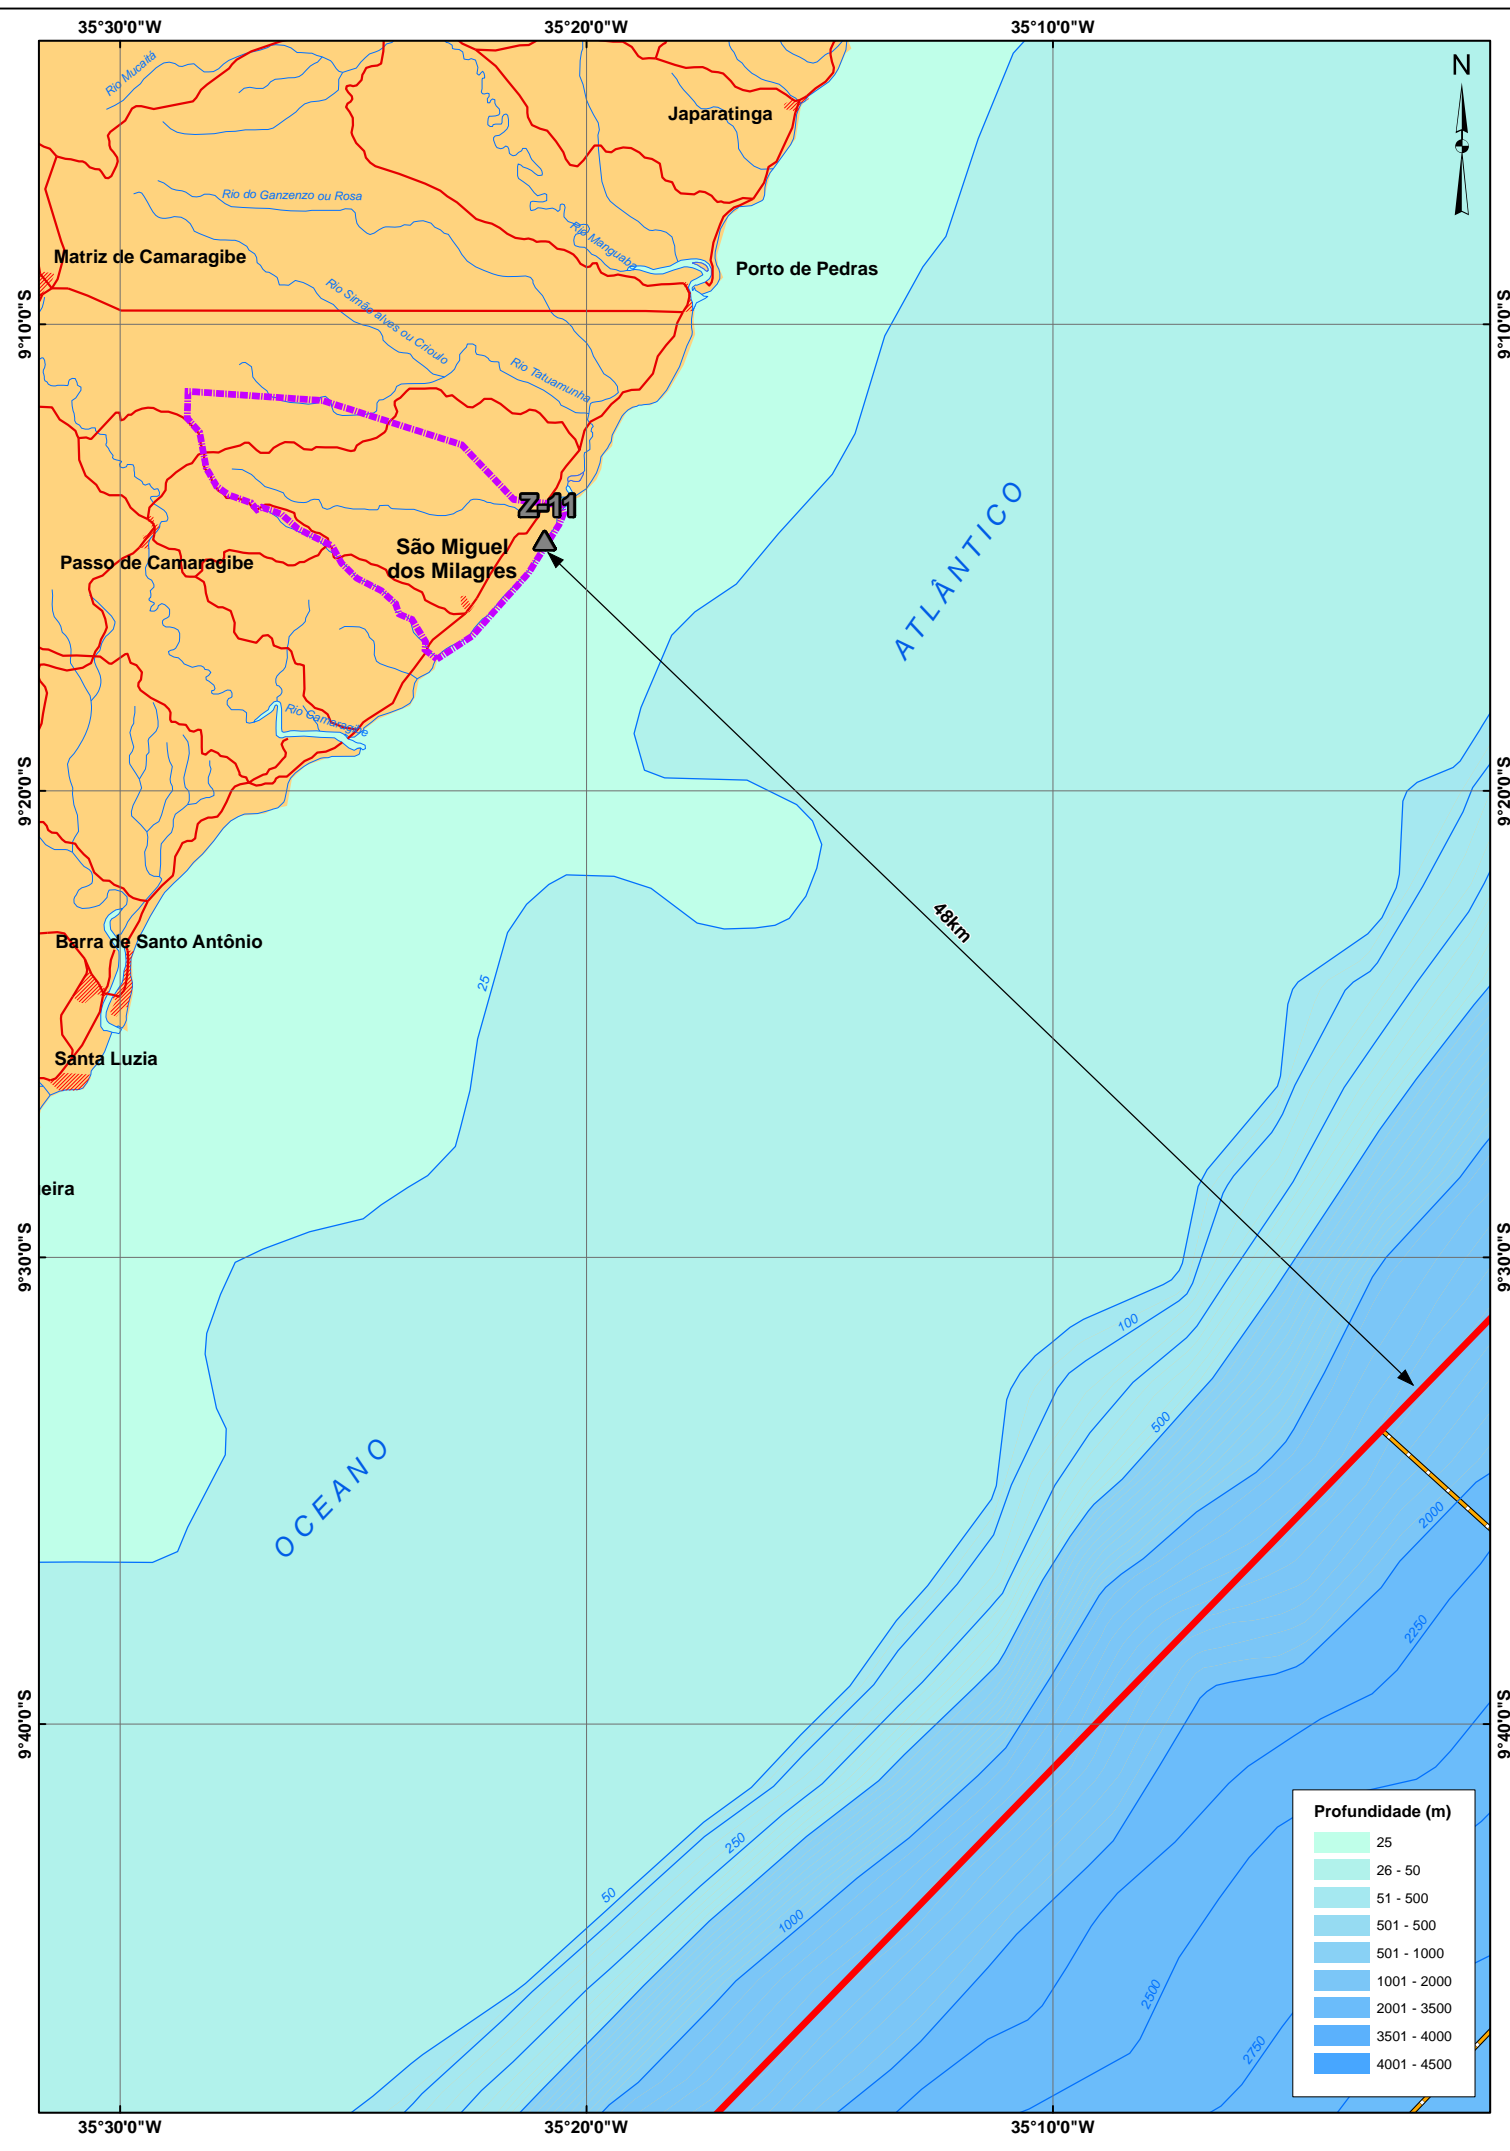 35°30'0"W
35°20'0"W
35°10'0"W
N
Rio Mucaitá
Japaratinga
Rio do Ganzenzo ou Rosa
Rio Manguaba
Matriz de Camaragibe
Porto de Pedras
Rio Simão alves ou Crioulo
9°10'0"S
9°10'0"S
Rio Tatuamunha
Z-11
ATLÂNTICO
São Miguel
dos Milagres
Passo de Camaragibe
Rio Camaragibe
9°20'0"S
9°20'0"S
48km
Barra de Santo Antônio
25
Santa Luzia
eira
9°30'0"S
9°30'0"S
100
500
OCEANO
2000
2250
9°40'0"S
9°40'0"S
250
50
1000
2500
2750
Profundidade (m)
25
26 - 50
51 - 500
501 - 500
501 - 1000
1001 - 2000
2001 - 3500
3501 - 4000
4001 - 4500
35°30'0"W
35°20'0"W
35°10'0"W